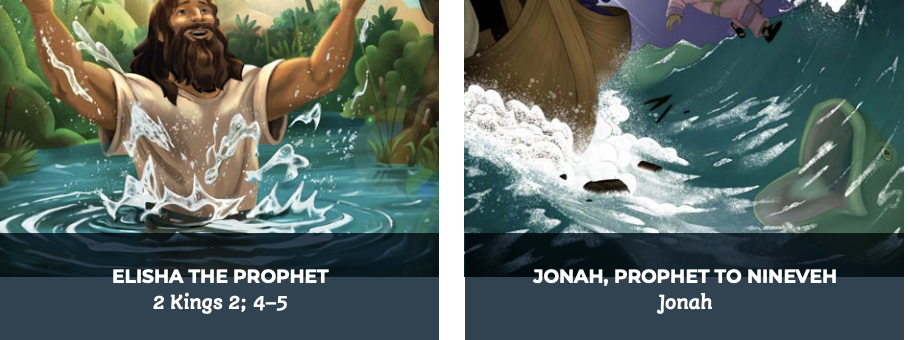 ELISHA THE PROPHET
2 Kings 2; 4–5
JONAH, PROPHET TO NINEVEH
Jonah